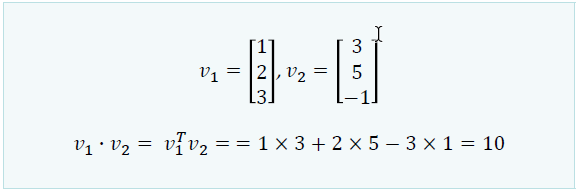 v₁ = [1 2 3], v₂ = [3 5 −1]
v₁ · v₂ = v₁ᵀv₂ = = 1 × 3 + 2 × 5 − 3 × 1 = 10